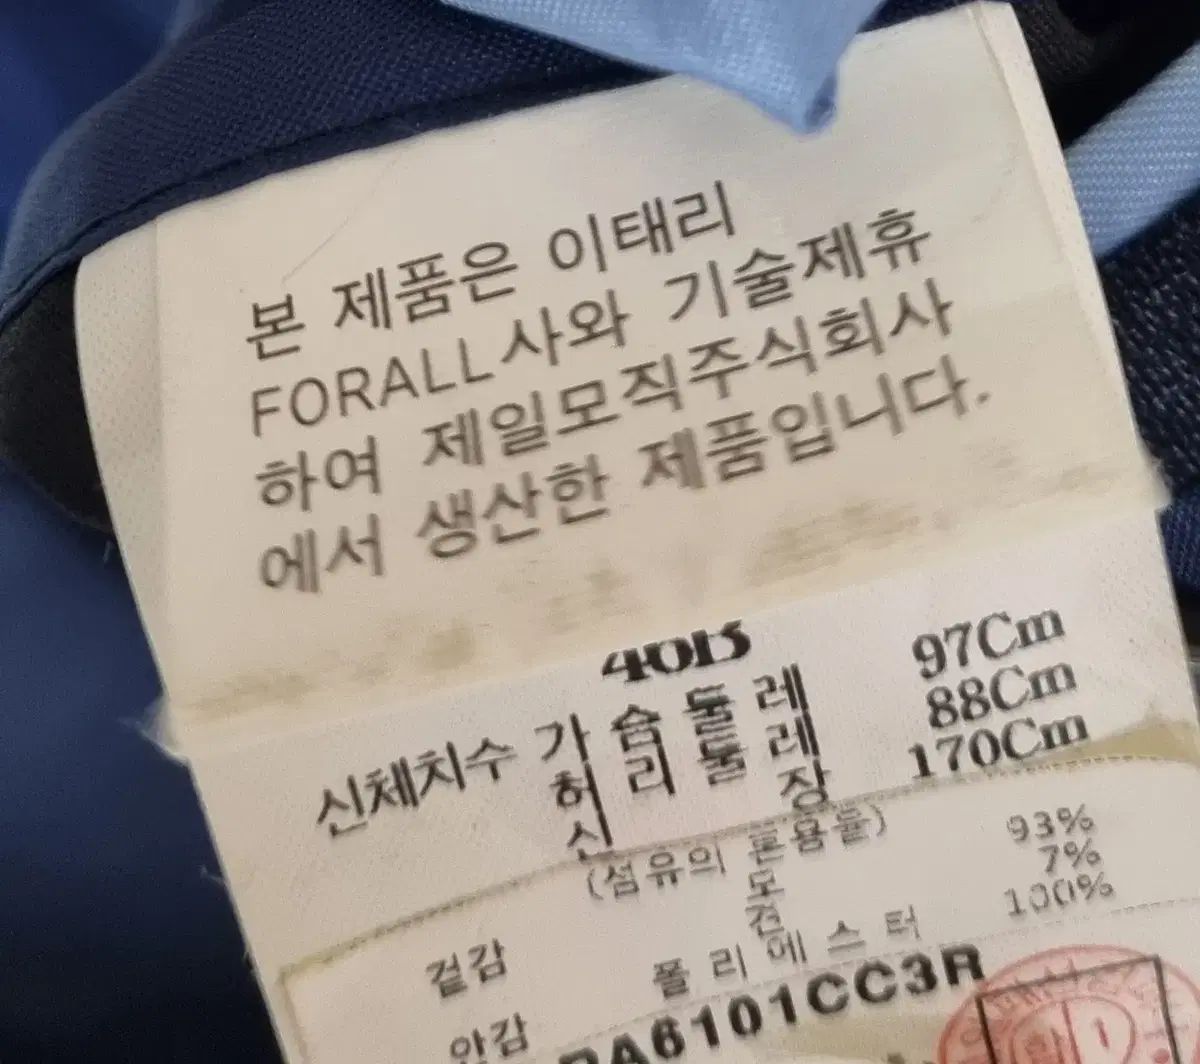 본 제품은 이태리
FORALL사와 기술제휴
하여 제일모직주식회사
에서 생산한 제품입니다.
40B
신체치수 가슴둘레 97Cm
허리둘레 88Cm
신장 170Cm
(섬유의 혼용률)
겉감 모 93%
견 7%
안감 폴리에스터 100%
RA6101CC3R